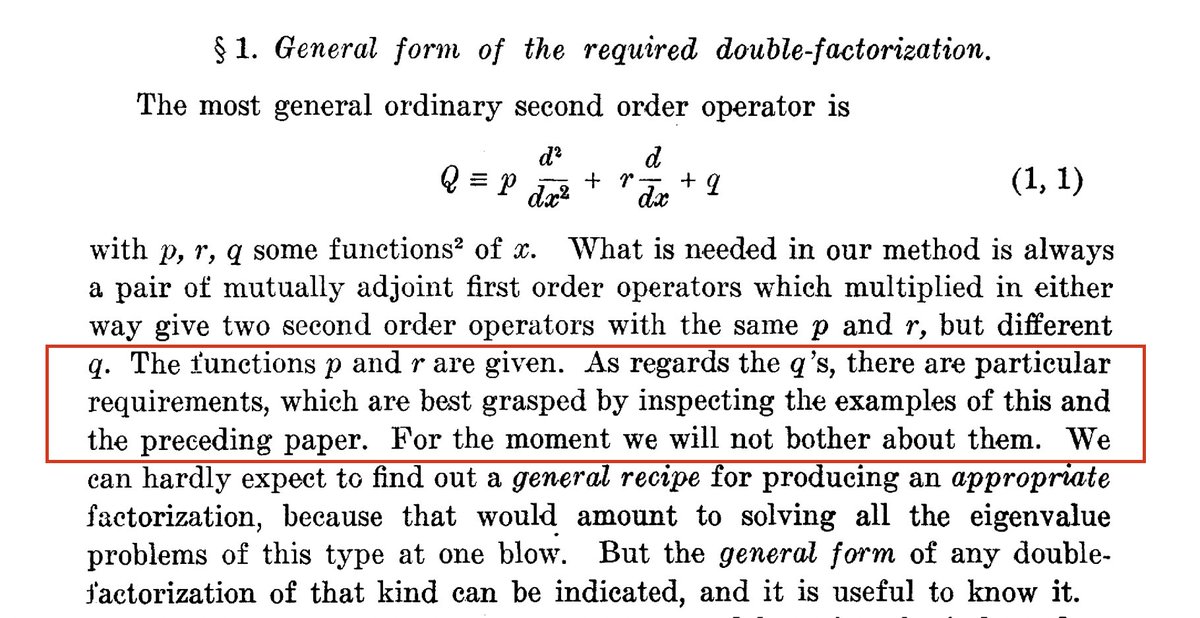 § 1. General form of the required double-factorization.
The most general ordinary second order operator is
Q ≡ p d²/dx² + r d/dx + q (1, 1)
with p, r, q some functions² of x. What is needed in our method is always
a pair of mutually adjoint first order operators which multiplied in either
way give two second order operators with the same p and r, but different
q. The functions p and r are given. As regards the q's, there are particular
requirements, which are best grasped by inspecting the examples of this and
the preceding paper. For the moment we will not bother about them. We
can hardly expect to find out a general recipe for producing an appropriate
factorization, because that would amount to solving all the eigenvalue
problems of this type at one blow. But the general form of any double-
factorization of that kind can be indicated, and it is useful to know it.